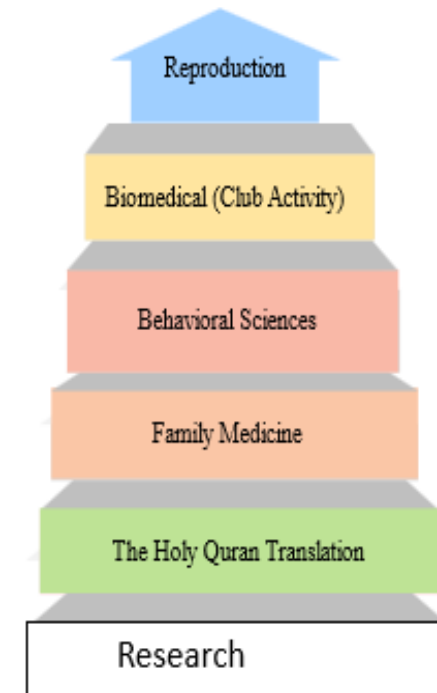 Reproduction
Biomedical (Club Activity)
Behavioral Sciences
Family Medicine
The Holy Quran Translation
Research